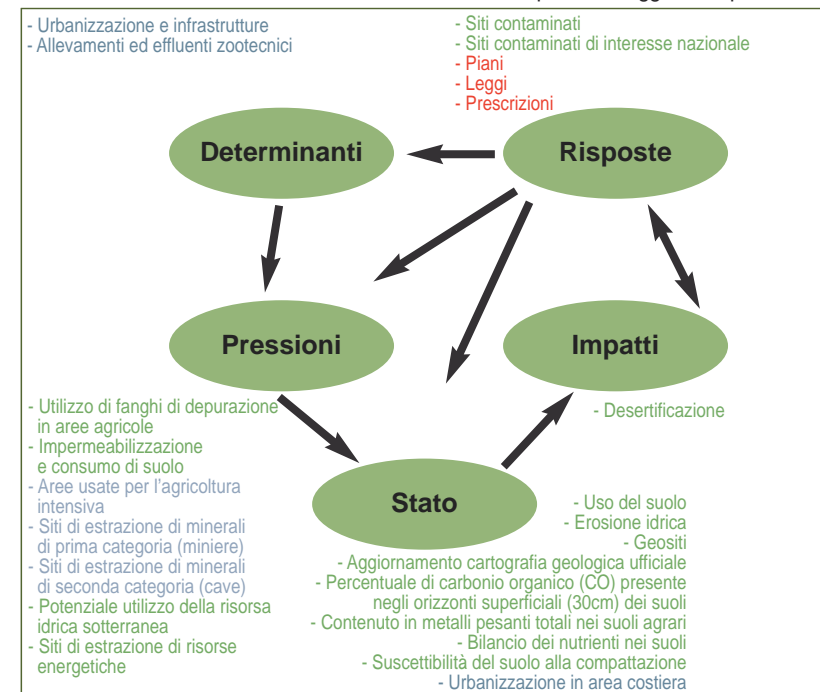 - Urbanizzazione e infrastrutture
- Allevamenti ed effluenti zootecnici
- Siti contaminati
- Siti contaminati di interesse nazionale
- Piani
- Leggi
- Prescrizioni
Determinanti
Risposte
Pressioni
Impatti
- Utilizzo di fanghi di depurazione
in aree agricole
- Impermeabilizzazione
e consumo di suolo
- Aree usate per l'agricoltura
intensiva
- Siti di estrazione di minerali
di prima categoria (miniere)
- Siti di estrazione di minerali
di seconda categoria (cave)
- Potenziale utilizzo della risorsa
idrica sotterranea
- Siti di estrazione di risorse
energetiche
- Desertificazione
Stato
- Uso del suolo
- Erosione idrica
- Geositi
- Aggiornamento cartografia geologica ufficiale
- Percentuale di carbonio organico (CO) presente
negli orizzonti superficiali (30cm) dei suoli
- Contenuto in metalli pesanti totali nei suoli agrari
- Bilancio dei nutrienti nei suoli
- Suscettibilità del suolo alla compattazione
- Urbanizzazione in area costiera